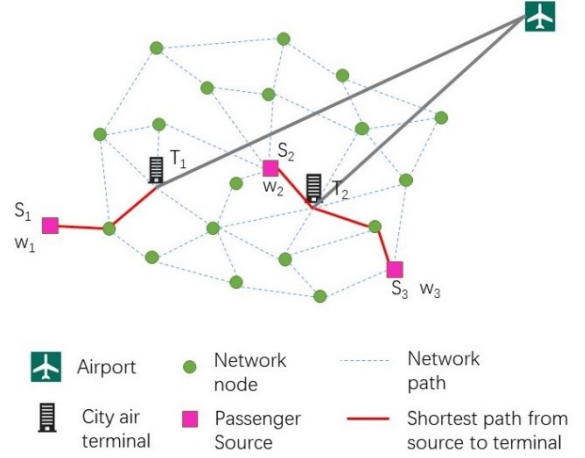 T1
S2
w2
T2
S1
w1
S3 w3
Airport
Network
node
Network
path
City air
terminal
Passenger
Source
Shortest path from
source to terminal